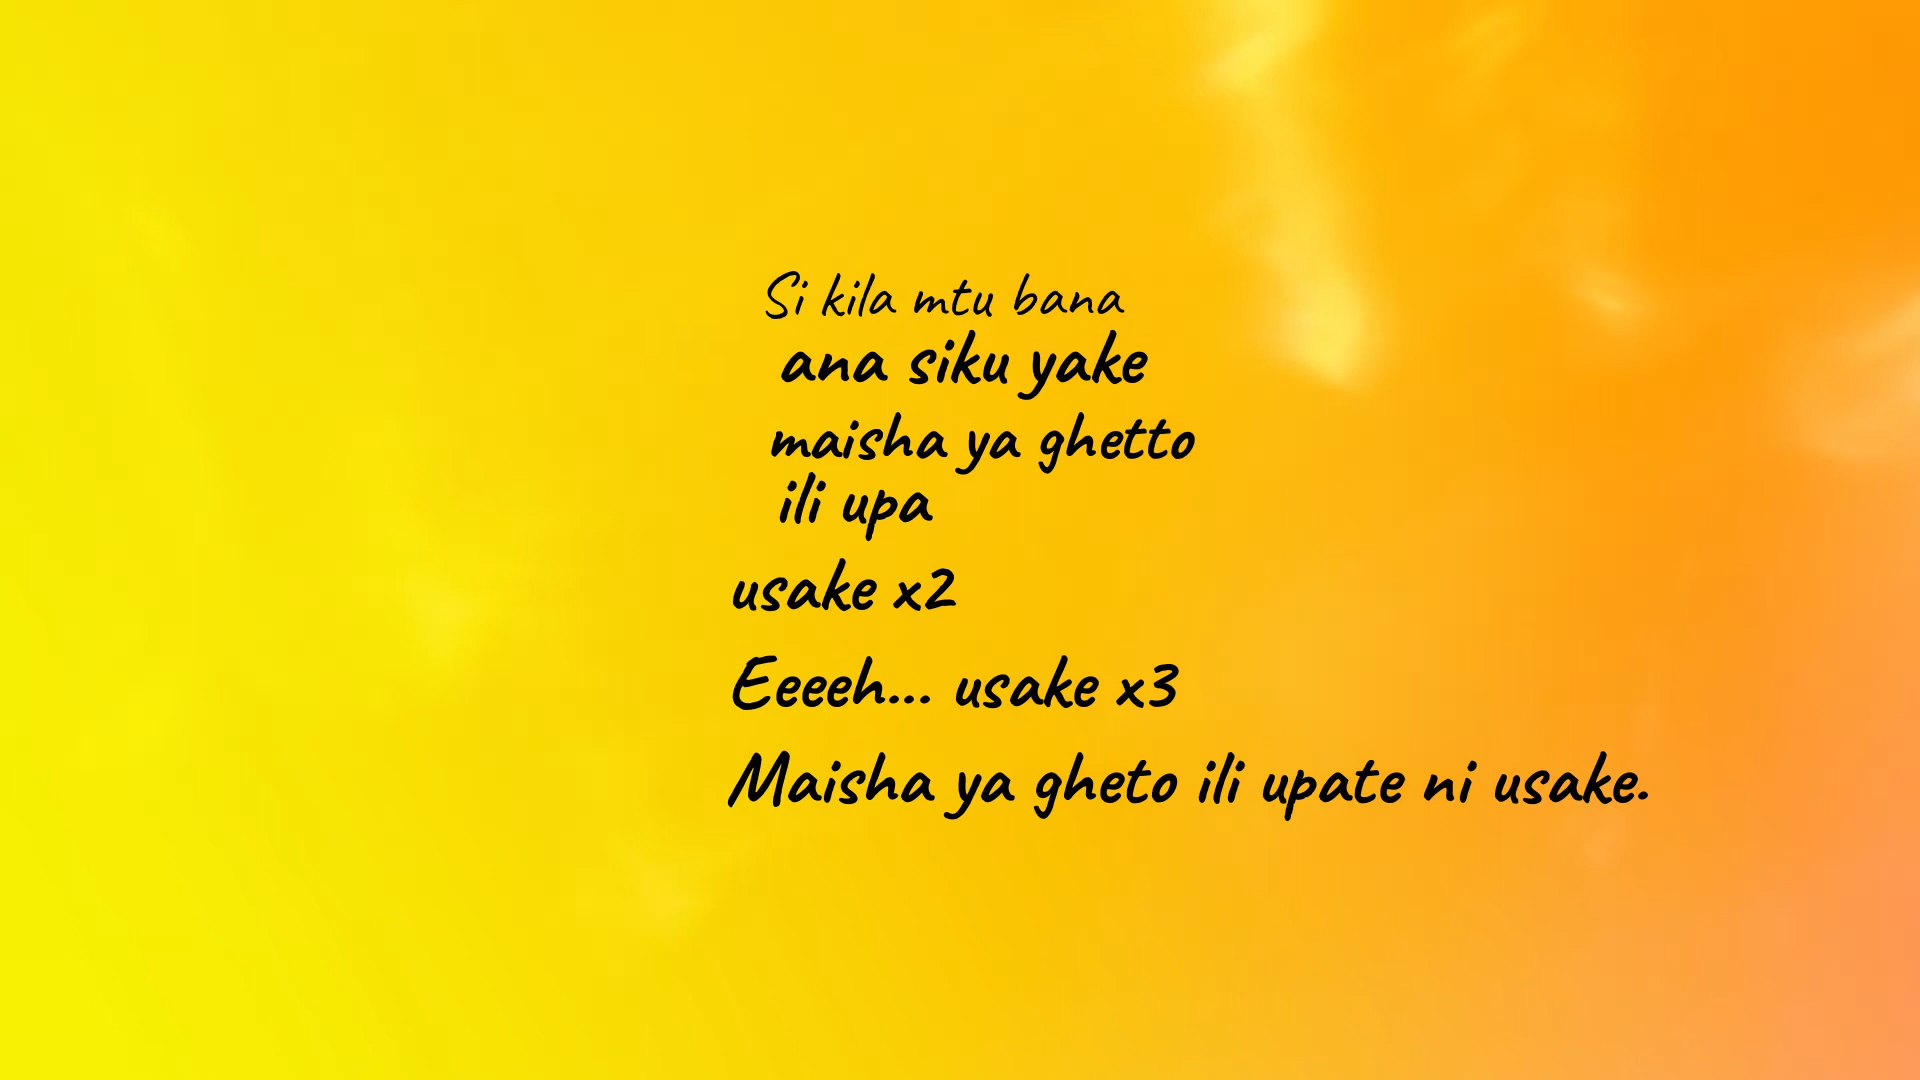 Si kila mtu bana
ana siku yake
maisha ya ghetto
ili upa
usake x2
Eeeeh... usake x3
Maisha ya gheto ili upate ni usake.